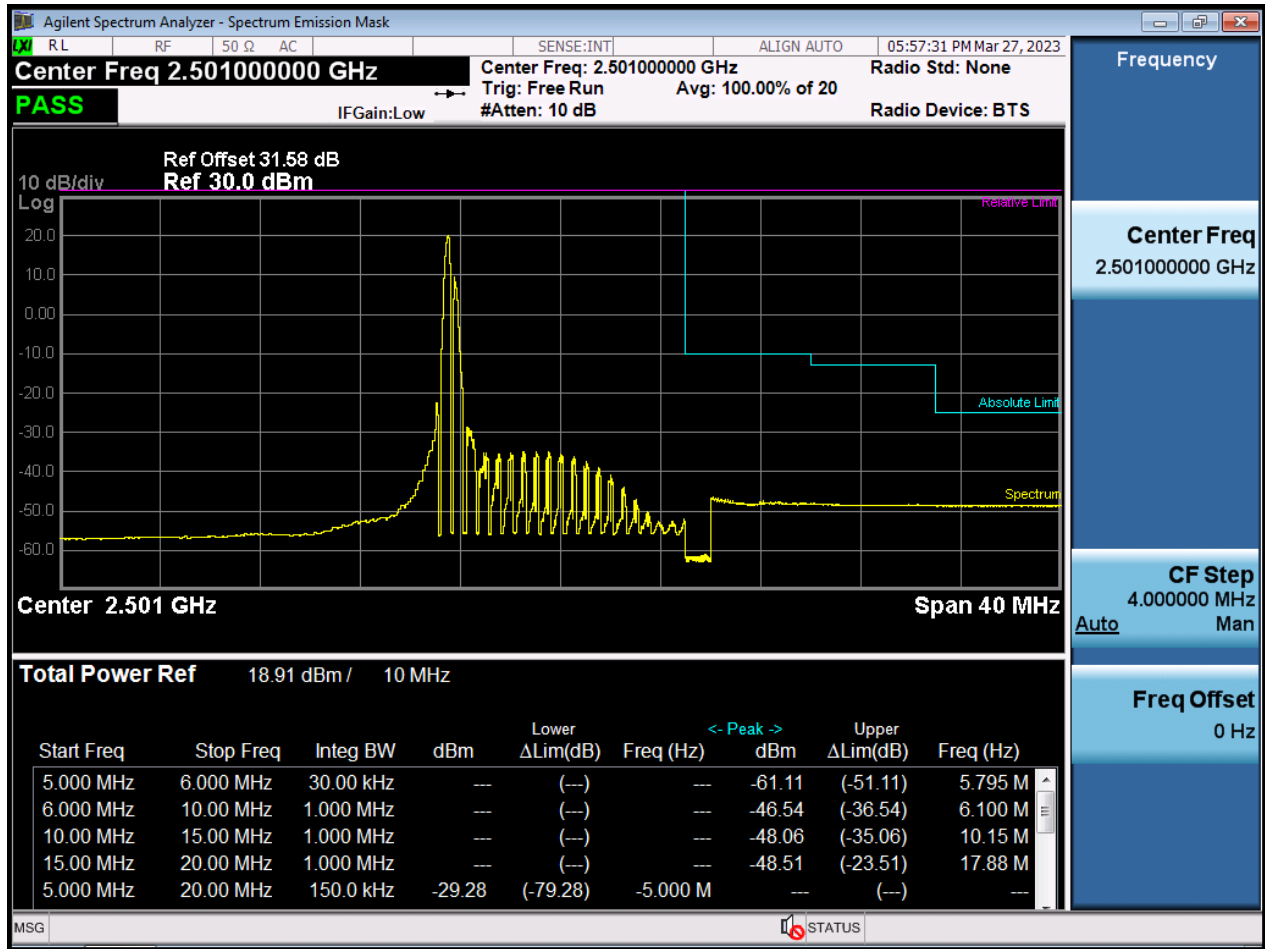 Agilent Spectrum Analyzer - Spectrum Emission Mask
LXI RL RF 50 Ω AC SENSE:INT ALIGN AUTO 05:57:31 PM Mar 27, 2023
Center Freq 2.501000000 GHz
PASS
IFGain:Low
Center Freq: 2.501000000 GHz
Trig: Free Run Avg: 100.00% of 20
#Atten: 10 dB
Radio Std: None
Radio Device: BTS
Ref Offset 31.58 dB
10 dB/div Ref 30.0 dBm
Log
Relative Limit
20.0
10.0
0.00
-10.0
-20.0
Absolute Limit
-30.0
-40.0
Spectrum
-50.0
-60.0
Center 2.501 GHz Span 40 MHz
Total Power Ref 18.91 dBm / 10 MHz
Lower <- Peak -> Upper
Start Freq Stop Freq Integ BW dBm ΔLim(dB) Freq (Hz) dBm ΔLim(dB) Freq (Hz)
5.000 MHz 6.000 MHz 30.00 kHz --- (---) --- -61.11 (-51.11) 5.795 M
6.000 MHz 10.00 MHz 1.000 MHz --- (---) --- -46.54 (-36.54) 6.100 M
10.00 MHz 15.00 MHz 1.000 MHz --- (---) --- -48.06 (-35.06) 10.15 M
15.00 MHz 20.00 MHz 1.000 MHz --- (---) --- -48.51 (-23.51) 17.88 M
5.000 MHz 20.00 MHz 150.0 kHz -29.28 (-79.28) -5.000 M --- (---) ---
MSG STATUS
Frequency
Center Freq
2.501000000 GHz
CF Step
4.000000 MHz
Auto Man
Freq Offset
0 Hz